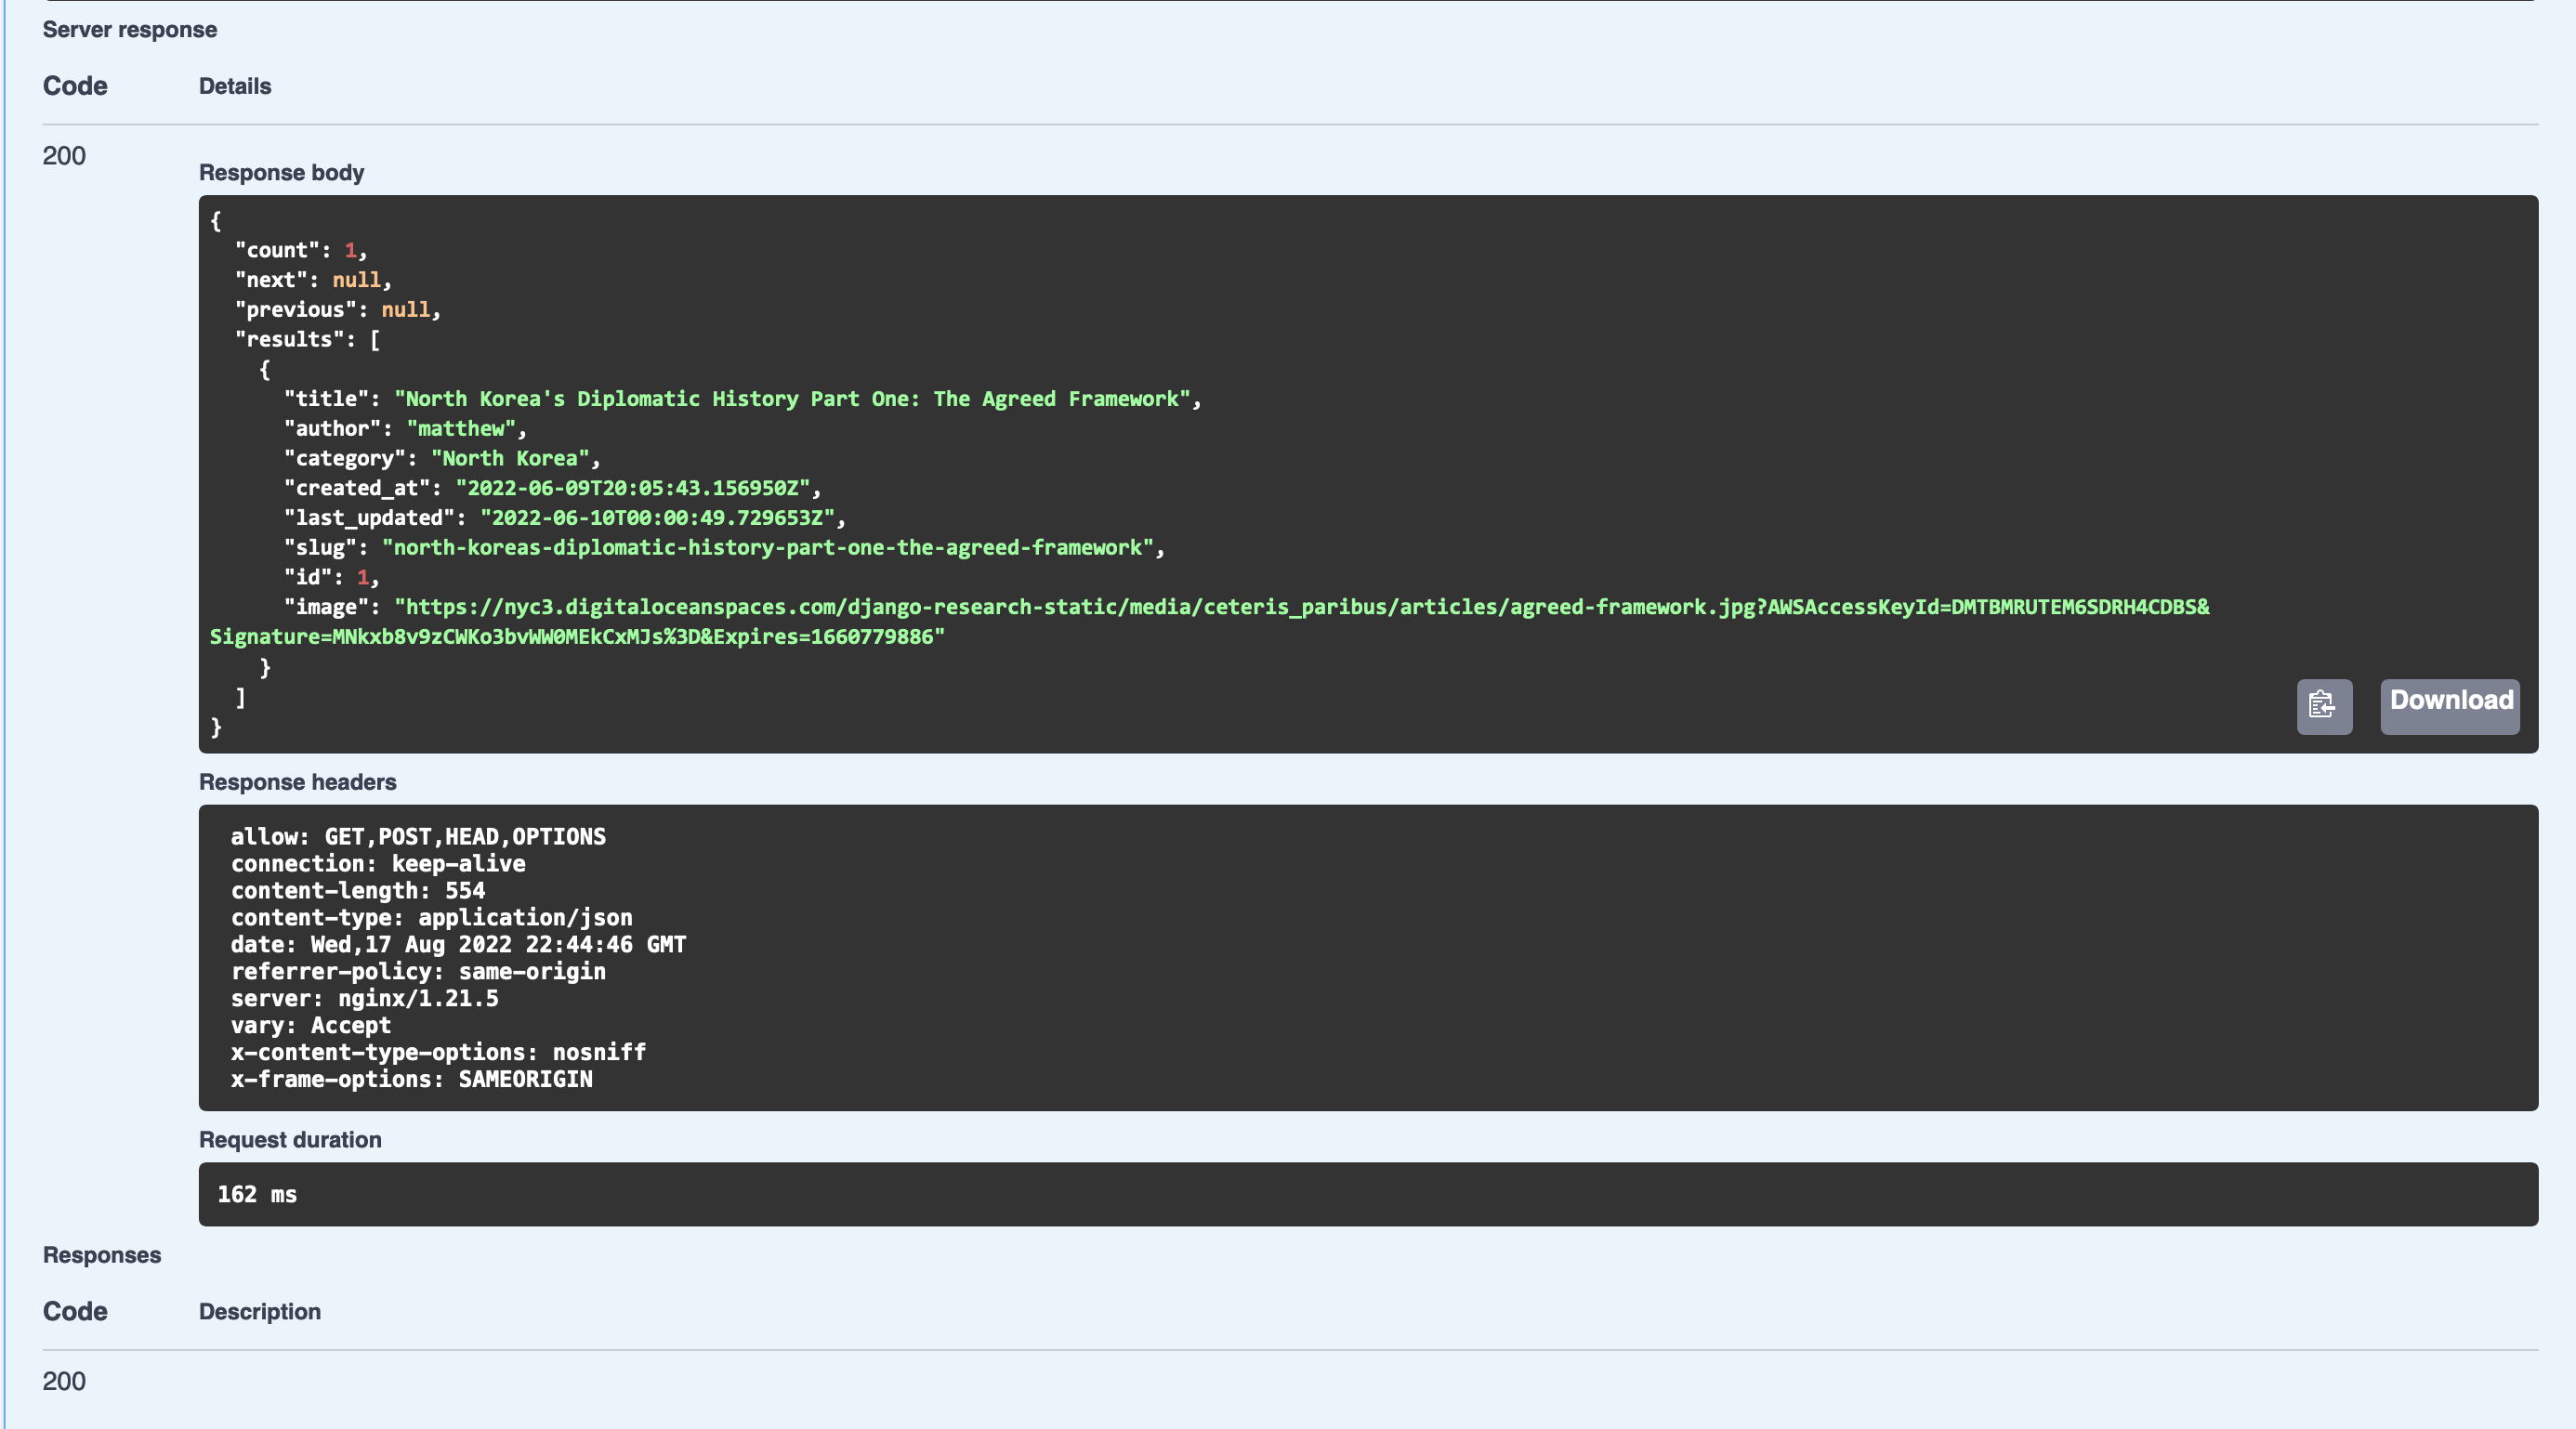 Server response
Code Details
200
Response body
{
"count": 1,
"next": null,
"previous": null,
"results": [
{
"title": "North Korea's Diplomatic History Part One: The Agreed Framework",
"author": "matthew",
"category": "North Korea",
"created_at": "2022-06-09T20:05:43.156950Z",
"last_updated": "2022-06-10T00:00:49.729653Z",
"slug": "north-koreas-diplomatic-history-part-one-the-agreed-framework",
"id": 1,
"image": "https://nyc3.digitaloceanspaces.com/django-research-static/media/ceteris_paribus/articles/agreed-framework.jpg?AWSAccessKeyId=DMTBMRUTEM6SDRH4CDBS&
Signature=MNkxb8v9zCWKo3bvWW0MEkCxMJs%3D&Expires=1660779886"
}
]
}
Download
Response headers
allow: GET,POST,HEAD,OPTIONS
connection: keep-alive
content-length: 554
content-type: application/json
date: Wed,17 Aug 2022 22:44:46 GMT
referrer-policy: same-origin
server: nginx/1.21.5
vary: Accept
x-content-type-options: nosniff
x-frame-options: SAMEORIGIN
Request duration
162 ms
Responses
Code Description
200